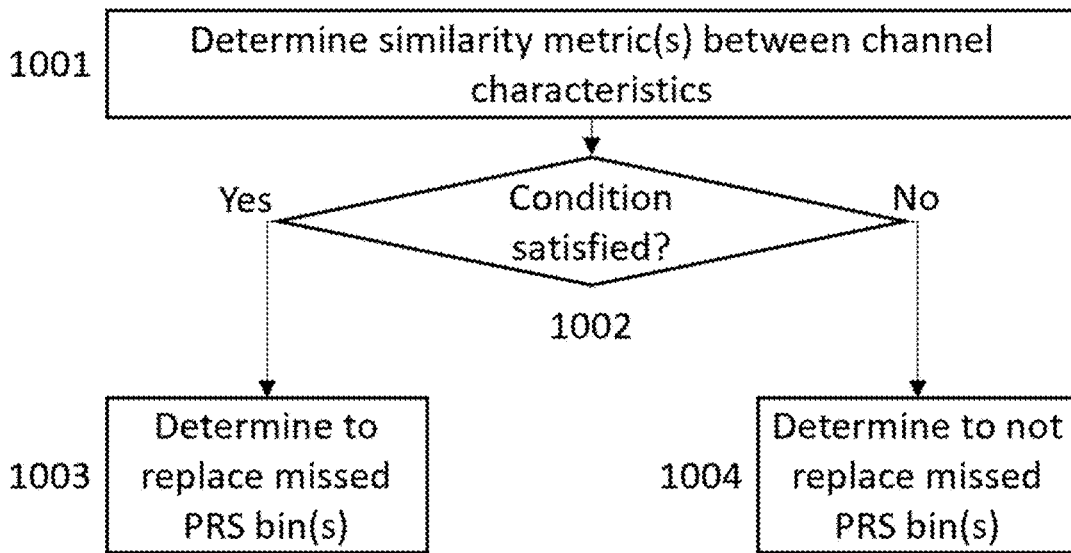 1001
Determine similarity metric(s) between channel
characteristics
Yes
Condition
satisfied?
No
1002
1003
Determine to
replace missed
PRS bin(s)
1004
Determine to not
replace missed
PRS bin(s)